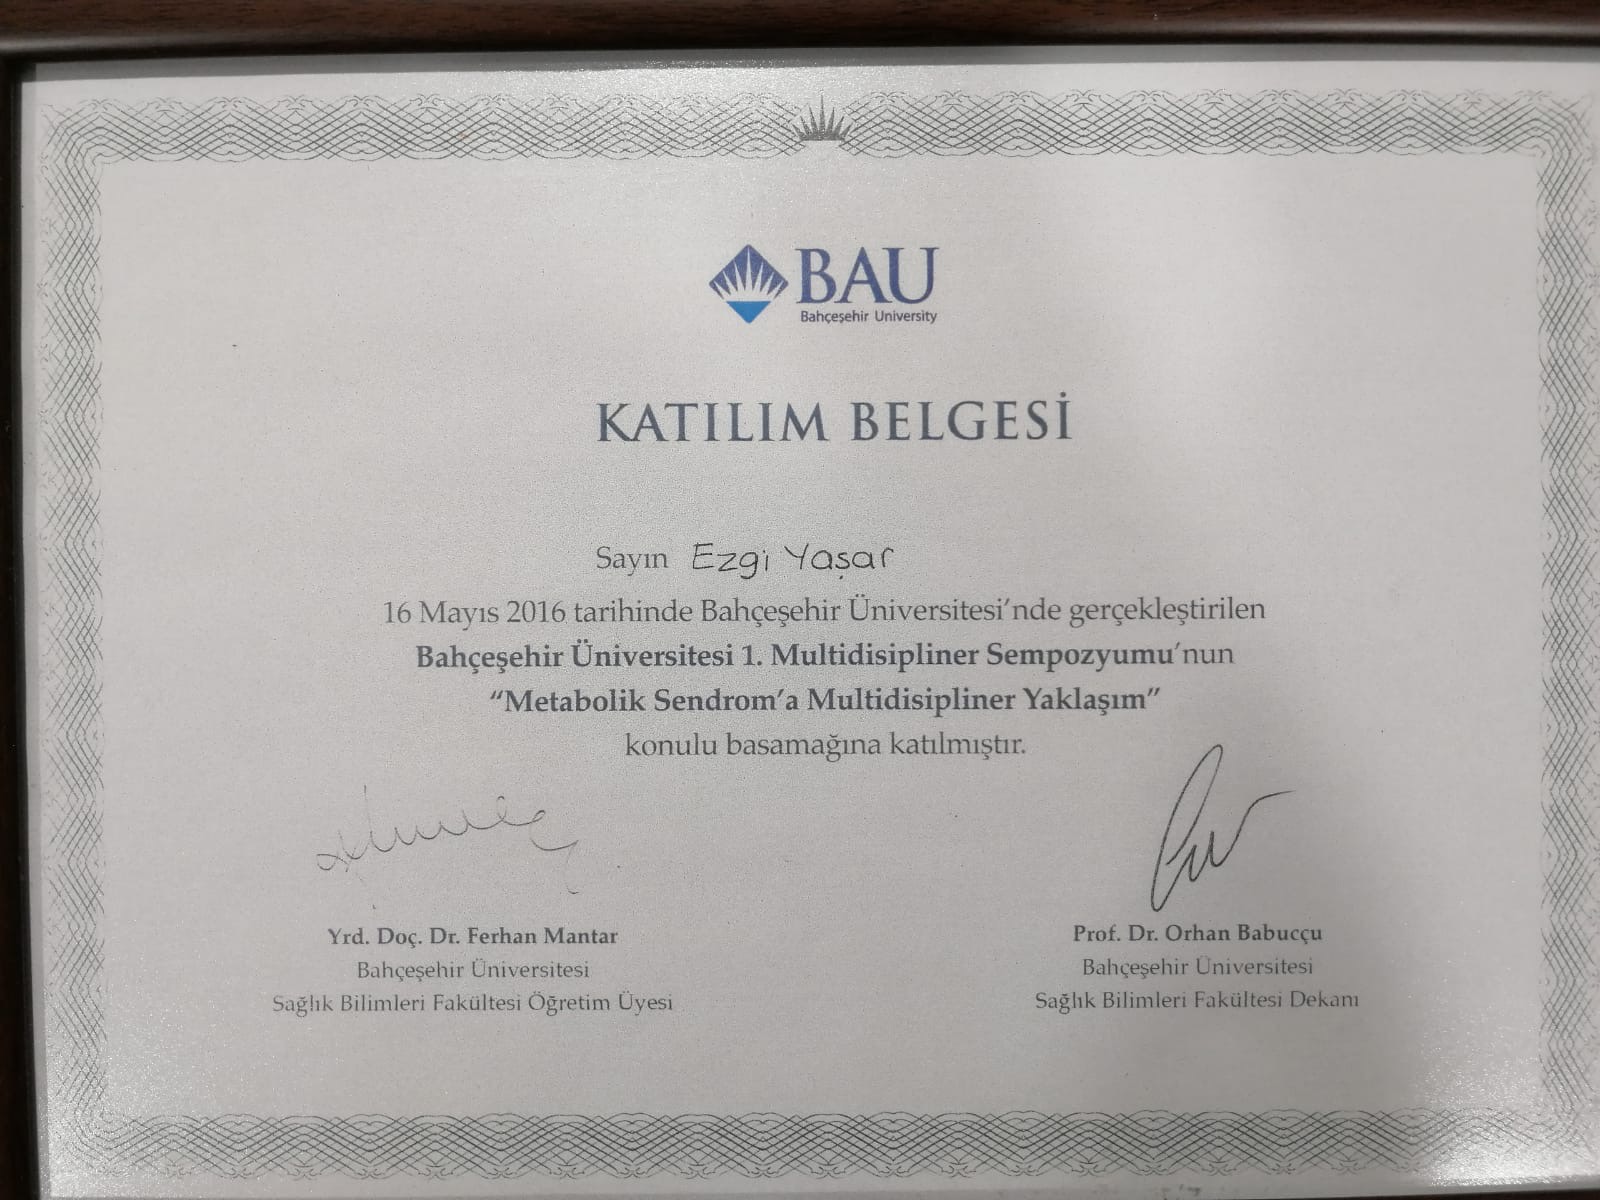 BAU
Bahçeşehir University
KATILIM BELGESİ
Sayın Ezgi Yaşar
16 Mayıs 2016 tarihinde Bahçeşehir Üniversitesi'nde gerçekleştirilen
Bahçeşehir Üniversitesi 1. Multidisipliner Sempozyumu'nun
“Metabolik Sendrom'a Multidisipliner Yaklaşım”
konulu basamağına katılmıştır.
Yrd. Doç. Dr. Ferhan Mantar
Bahçeşehir Üniversitesi
Sağlık Bilimleri Fakültesi Öğretim Üyesi
Prof. Dr. Orhan Babuccu
Bahçeşehir Üniversitesi
Sağlık Bilimleri Fakültesi Dekanı